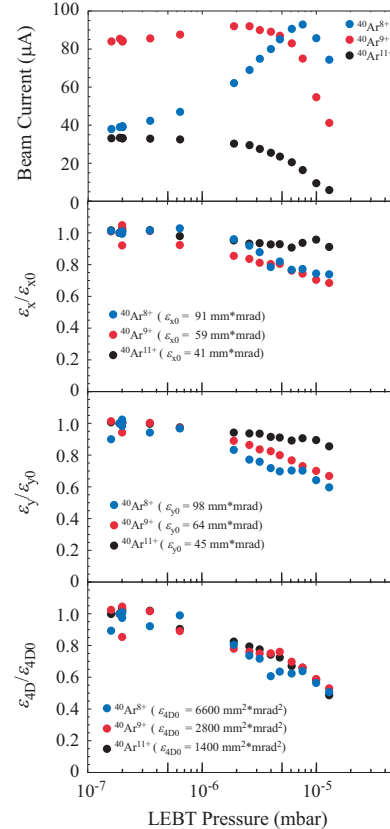 100
80
60
40
20
0
Beam Current (μA)
⁴⁰Ar⁸⁺
⁴⁰Ar⁹⁺
⁴⁰Ar¹¹⁺
1.0
0.8
0.6
0.4
0.2
0
εx/εx0
⁴⁰Ar⁸⁺ ( εx0 = 91 mm*mrad)
⁴⁰Ar⁹⁺ ( εx0 = 59 mm*mrad)
⁴⁰Ar¹¹⁺ ( εx0 = 41 mm*mrad)
1.0
0.8
0.6
0.4
0.2
0
εy/εy0
⁴⁰Ar⁸⁺ ( εy0 = 98 mm*mrad)
⁴⁰Ar⁹⁺ ( εy0 = 64 mm*mrad)
⁴⁰Ar¹¹⁺ ( εy0 = 45 mm*mrad)
1.0
0.8
0.6
0.4
0.2
0
ε4D/ε4D0
⁴⁰Ar⁸⁺ ( ε4D0 = 6600 mm²*mrad²)
⁴⁰Ar⁹⁺ ( ε4D0 = 2800 mm²*mrad²)
⁴⁰Ar¹¹⁺ ( ε4D0 = 1400 mm²*mrad²)
10⁻⁷ 10⁻⁶ 10⁻⁵
LEBT Pressure (mbar)